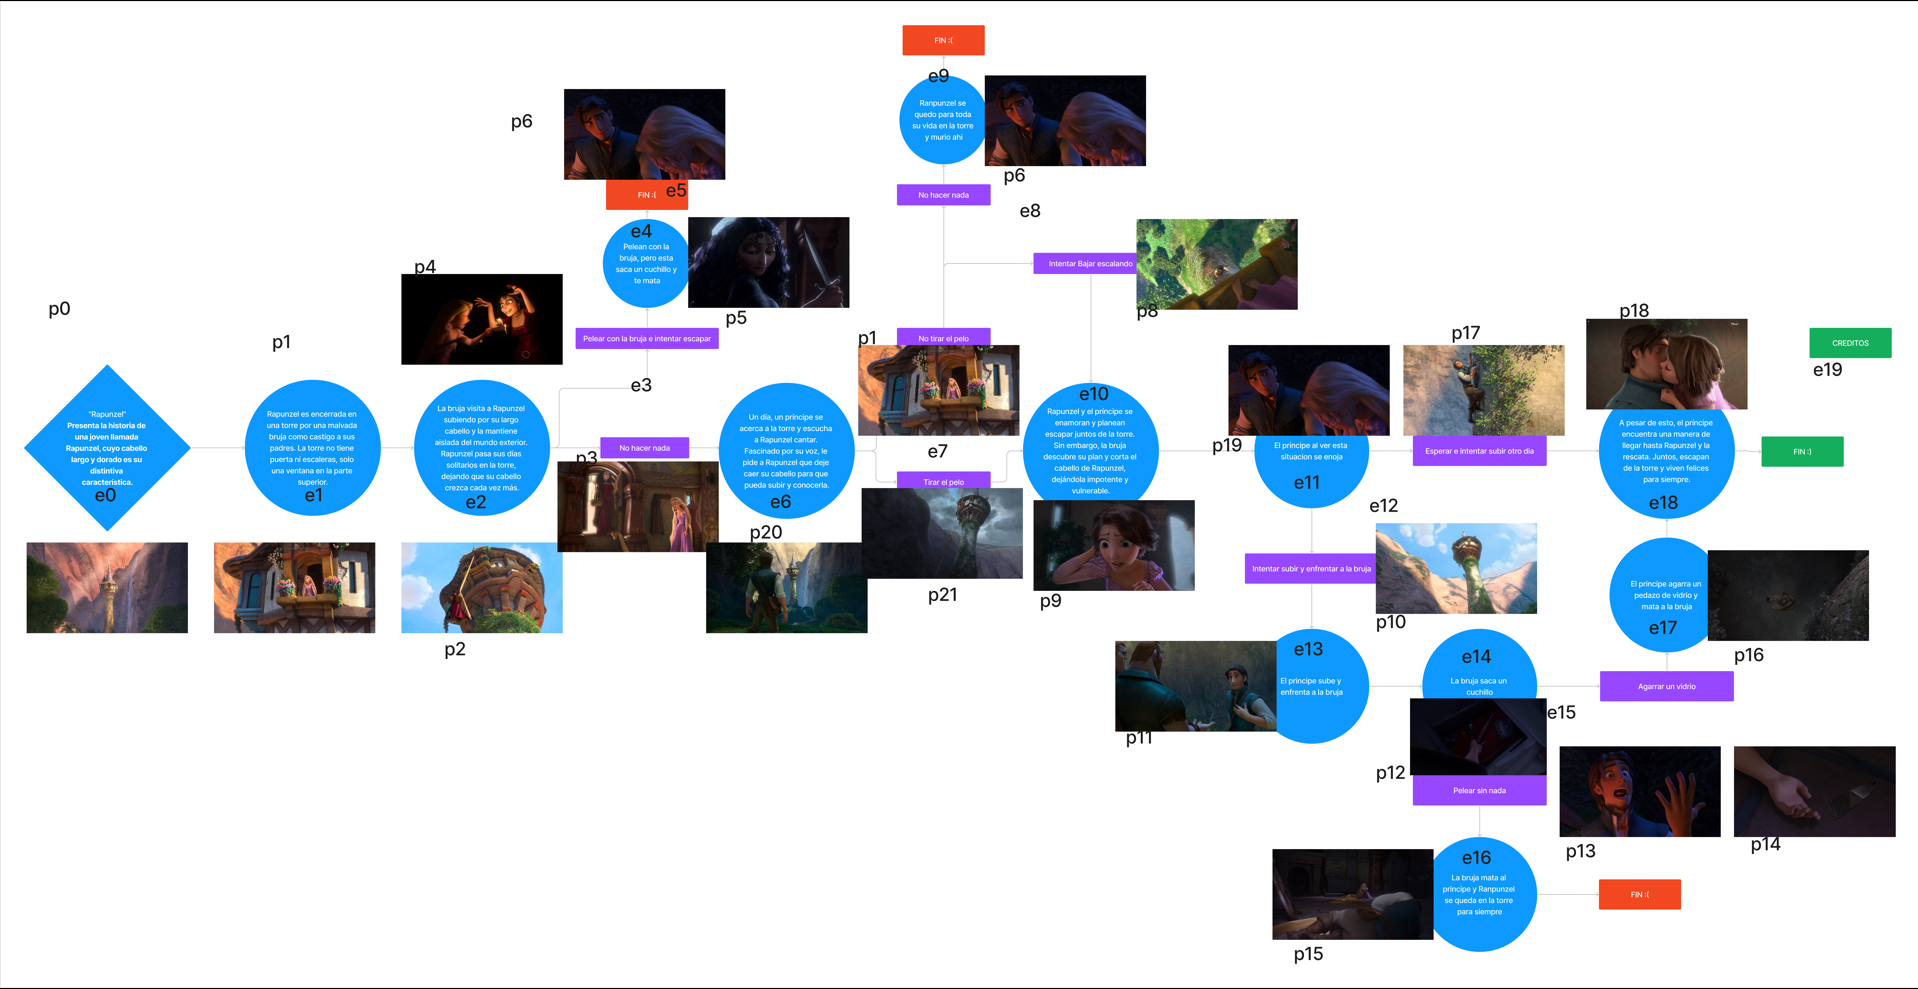 FIN :(
e9
Ranpunzel se
quedo para toda
su vida en la torre
y murio ahi
p6
p6
No hacer nada
FIN :(
e5
e8
e4
Pelean con la
bruja, pero esta
saca un cuchillo y
te mata
p4
Intentar Bajar escalando
p0
p5
p8
p18
p1
Pelear con la bruja e intentar escapar
p1
No tirar el pelo
p17
CREDITOS
e19
e3
"Rapunzel"
Presenta la historia de
una joven llamada
Rapunzel, cuyo cabello
largo y dorado es su
distintiva
característica.
e0
Rapunzel es encerrada en
una torre por una malvada
bruja como castigo a sus
padres. La torre no tiene
puerta ni escaleras, solo
una ventana en la parte
superior.
e1
La bruja visita a Rapunzel
subiendo por su largo
cabello y la mantiene
aislada del mundo exterior.
Rapunzel pasa sus días
solitarios en la torre,
dejando que su cabello
crezca cada vez más.
e2
No hacer nada
p3
Un día, un príncipe se
acerca a la torre y escucha
a Rapunzel cantar.
Fascinado por su voz, le
pide a Rapunzel que deje
caer su cabello para que
pueda subir y conocerla.
e6
e7
Tirar el pelo
e10
Rapunzel y el príncipe se
enamoran y planean
escapar juntos de la torre.
Sin embargo, la bruja
descubre su plan y corta el
cabello de Rapunzel,
dejándola impotente y
vulnerable.
p19
El principe al ver esta
situacion se enoja
e11
Esperar e intentar subir otro dia
A pesar de esto, el príncipe
encuentra una manera de
llegar hasta Rapunzel y la
rescata. Juntos, escapan
de la torre y viven felices
para siempre.
e18
FIN :)
e12
p20
p2
p21
p9
Intentar subir y enfrentar a la bruja
p10
El principe agarra un
pedazo de vidrio y
mata a la bruja
e17
p16
e13
El principe sube y
enfrenta a la bruja
p11
e14
La bruja saca un
cuchillo
Agarrar un vidrio
e15
p12
Pelear sin nada
p13
p14
e16
La bruja mata al
principe y Ranpunzel
se queda en la torre
para siempre
FIN :(
p15